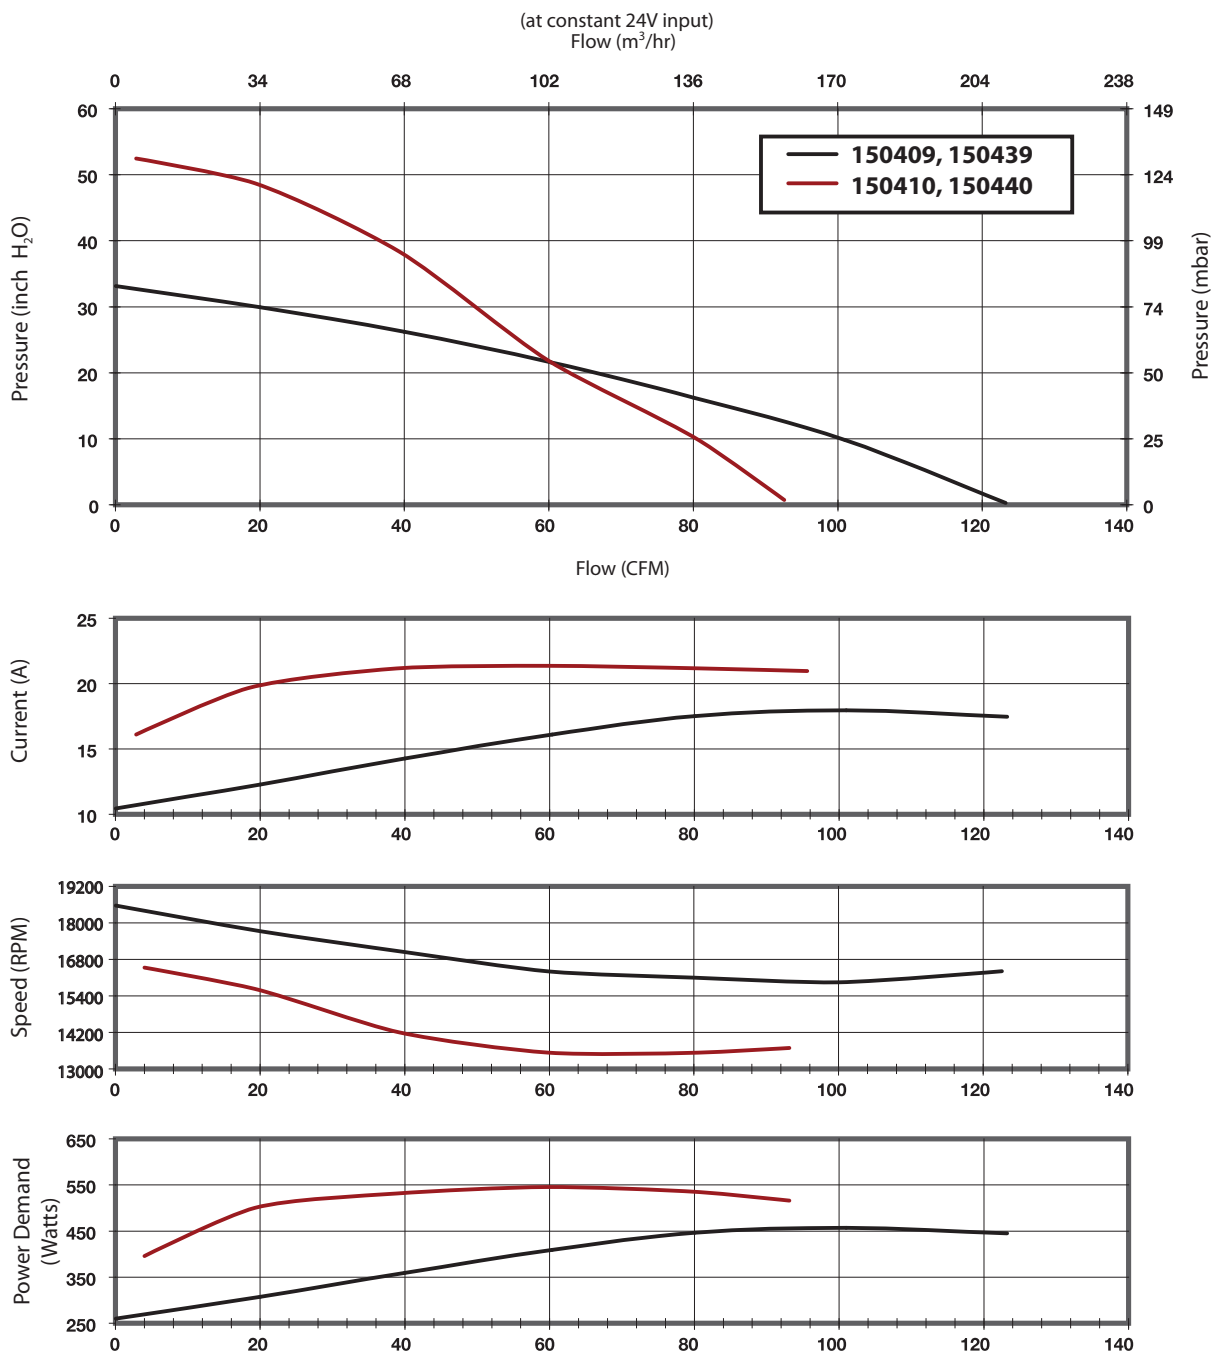 (at constant 24V input)
Flow (m³/hr)
0 34 68 102 136 170 204 238
60 149
150409, 150439
50 124
150410, 150440
40 99
Pressure (inch H₂O)
Pressure (mbar)
30 74
20 50
10 25
0 0
0 20 40 60 80 100 120 140
Flow (CFM)
25
20
Current (A)
15
10
0 20 40 60 80 100 120 140
19200
18000
16800
Speed (RPM)
15400
14200
13000
0 20 40 60 80 100 120 140
650
550
450
Power Demand
(Watts)
350
250
0 20 40 60 80 100 120 140